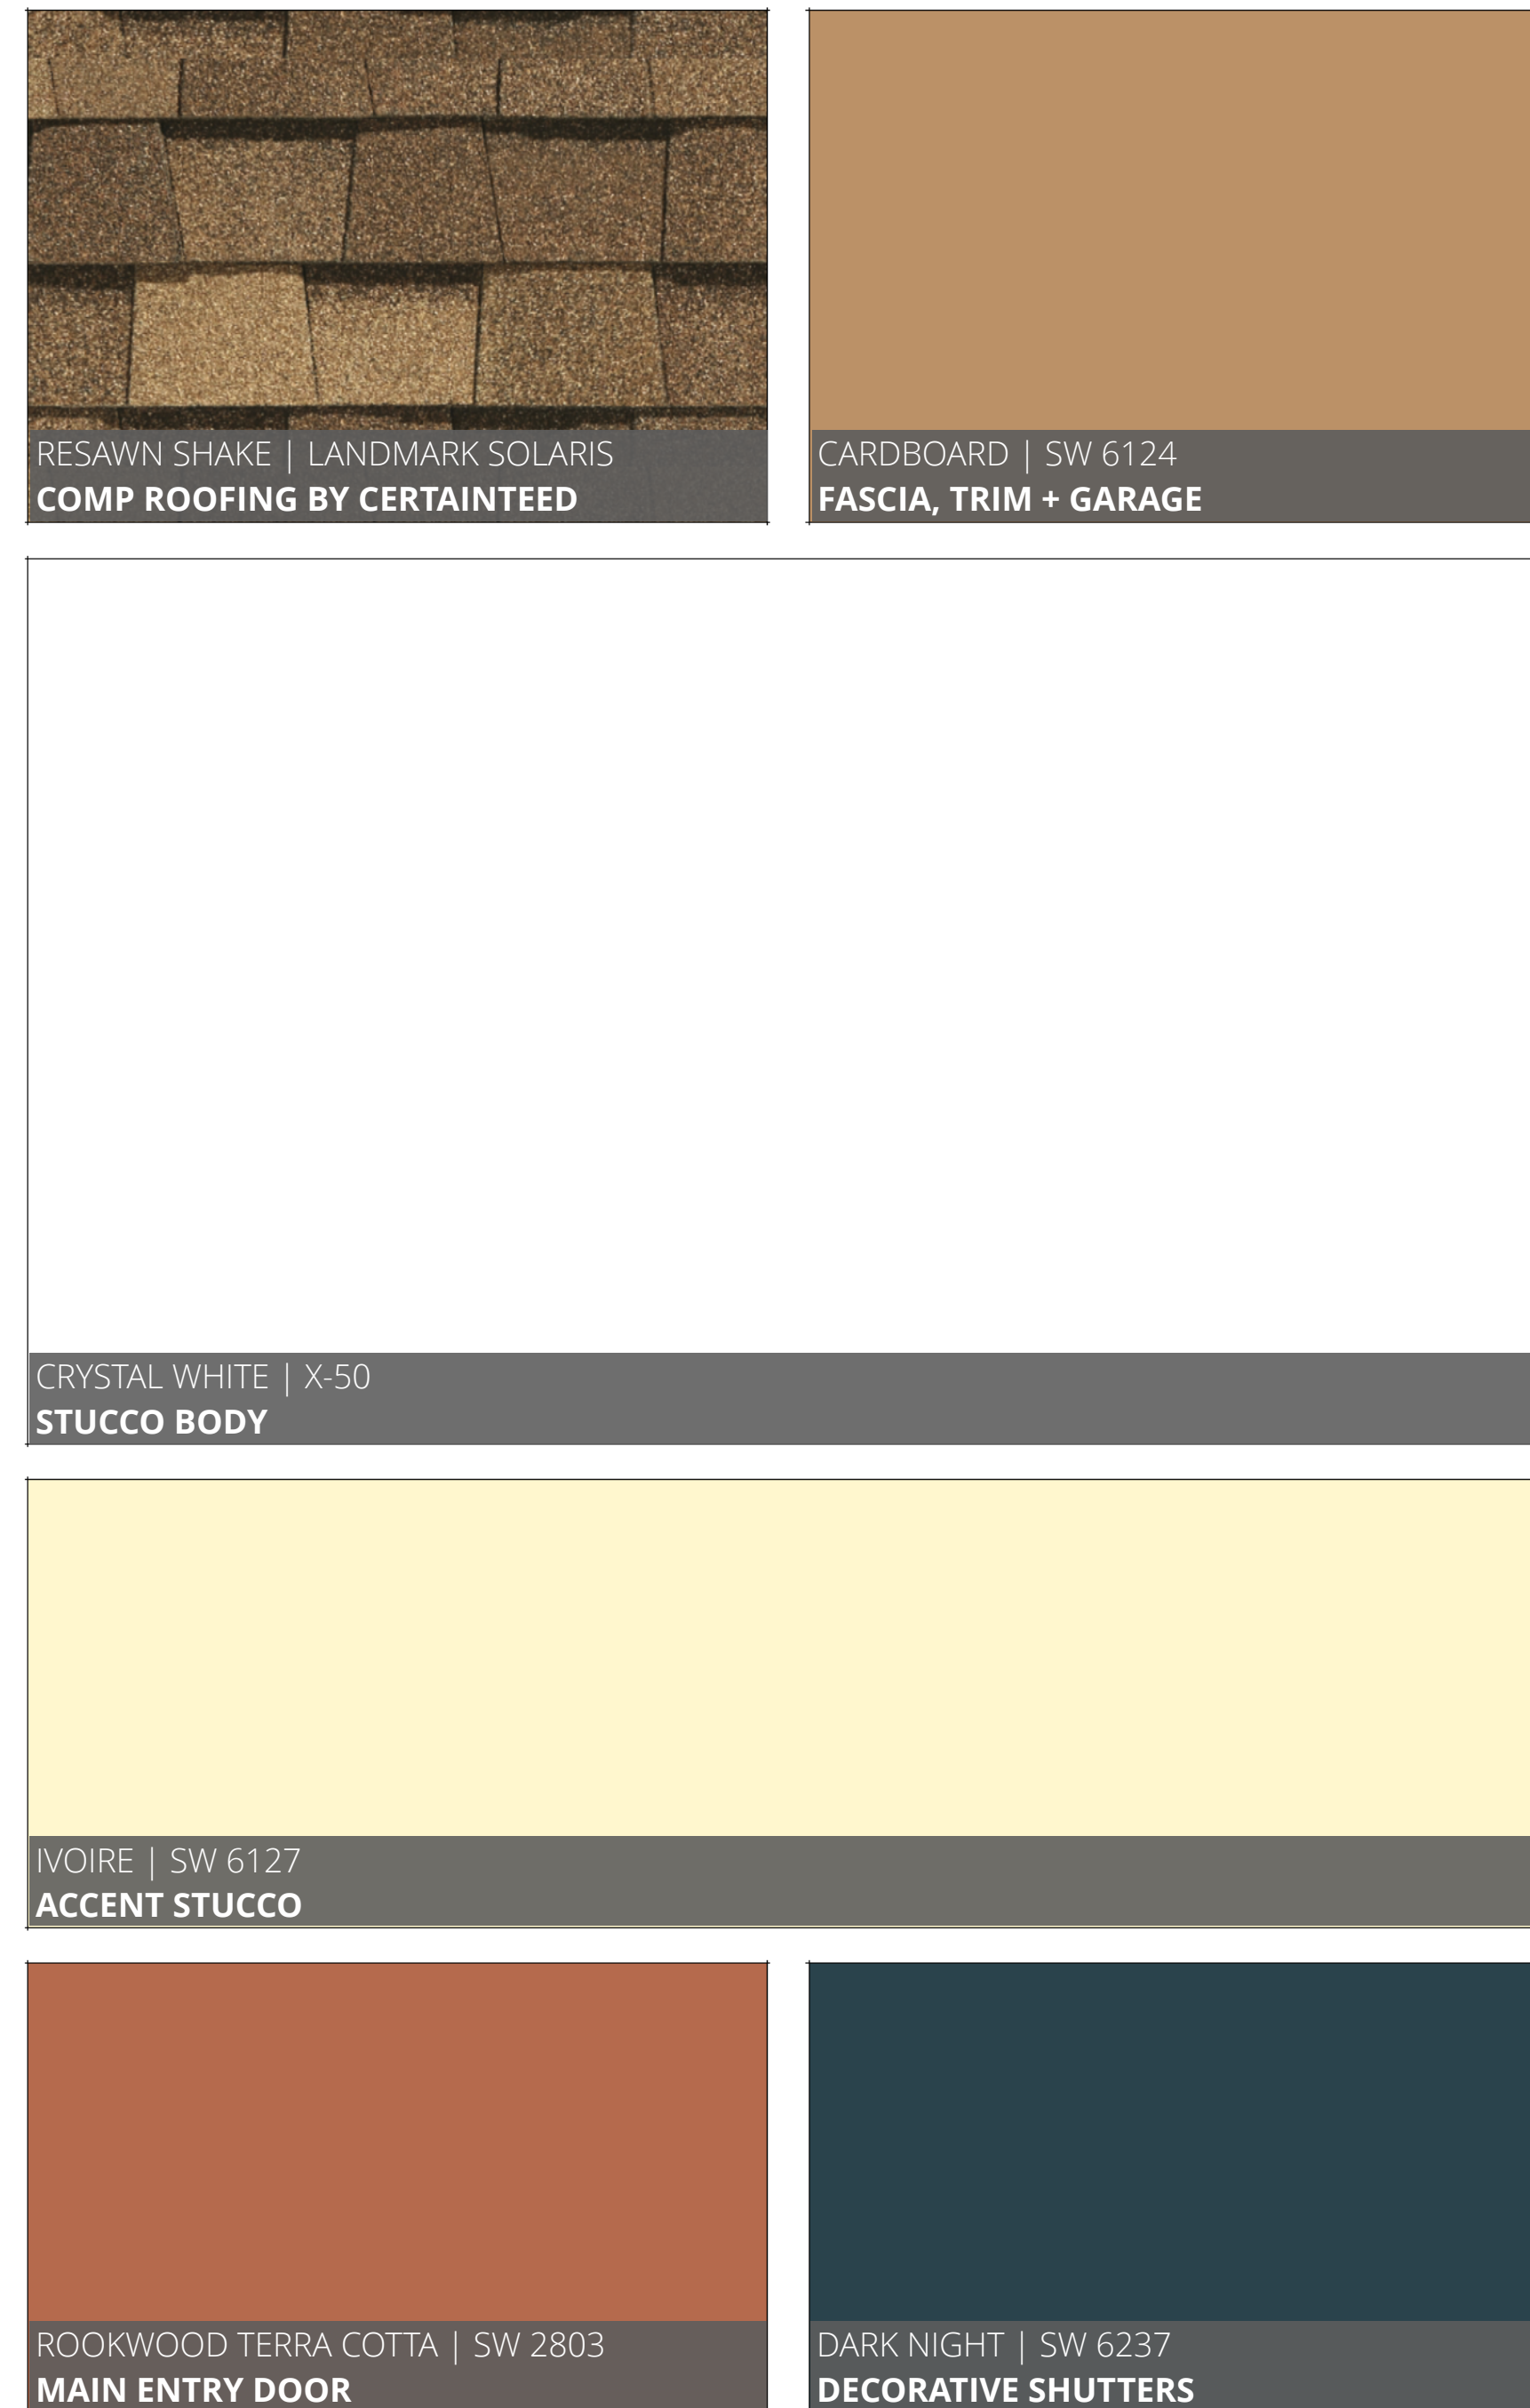 RESAWN SHAKE | LANDMARK SOLARIS
COMP ROOFING BY CERTAINTEED
CARDBOARD | SW 6124
FASCIA, TRIM + GARAGE
CRYSTAL WHITE | X-50
STUCCO BODY
IVOIRE | SW 6127
ACCENT STUCCO
ROOKWOOD TERRA COTTA | SW 2803
MAIN ENTRY DOOR
DARK NIGHT | SW 6237
DECORATIVE SHUTTERS